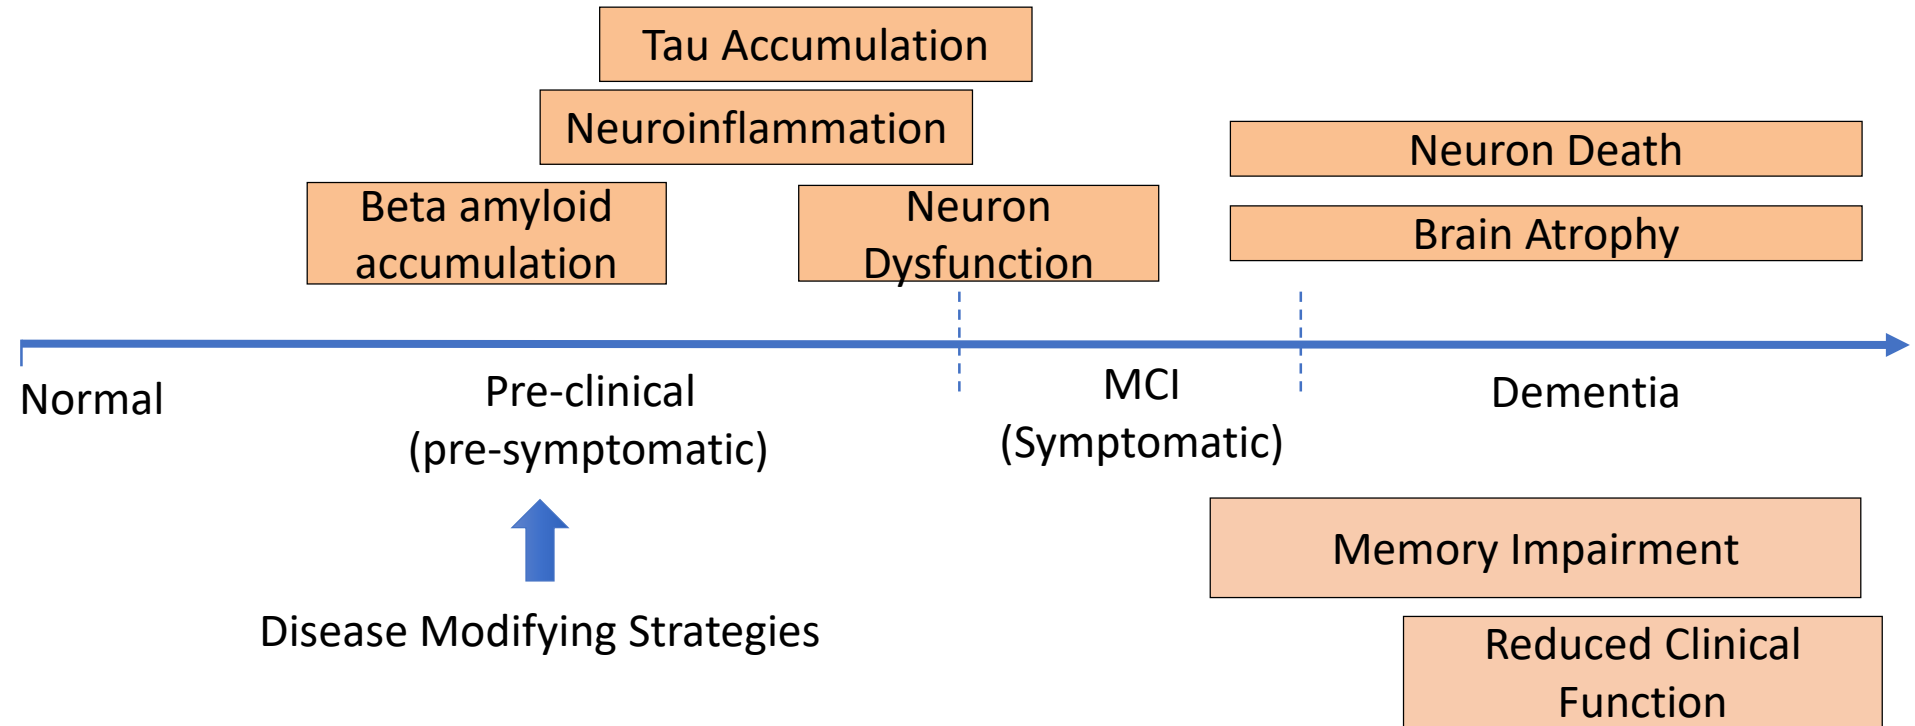 Tau Accumulation
Neuroinflammation
Neuron Death
Beta amyloid
accumulation
Neuron
Dysfunction
Brain Atrophy
Normal
Pre-clinical
(pre-symptomatic)
MCI
(Symptomatic)
Dementia
Memory Impairment
Disease Modifying Strategies
Reduced Clinical
Function